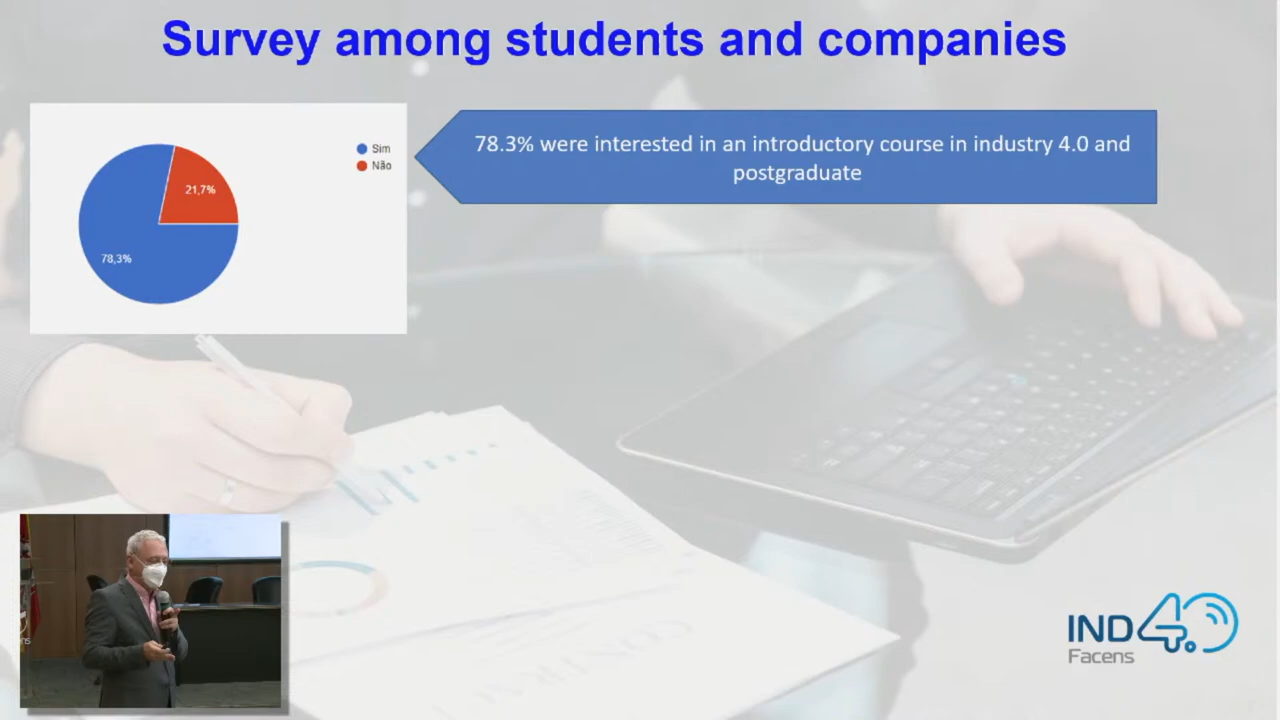 Survey among students and companies
Sim
Não
21,7%
78,3%
78.3% were interested in an introductory course in industry 4.0 and
postgraduate
IND4.0
Facens